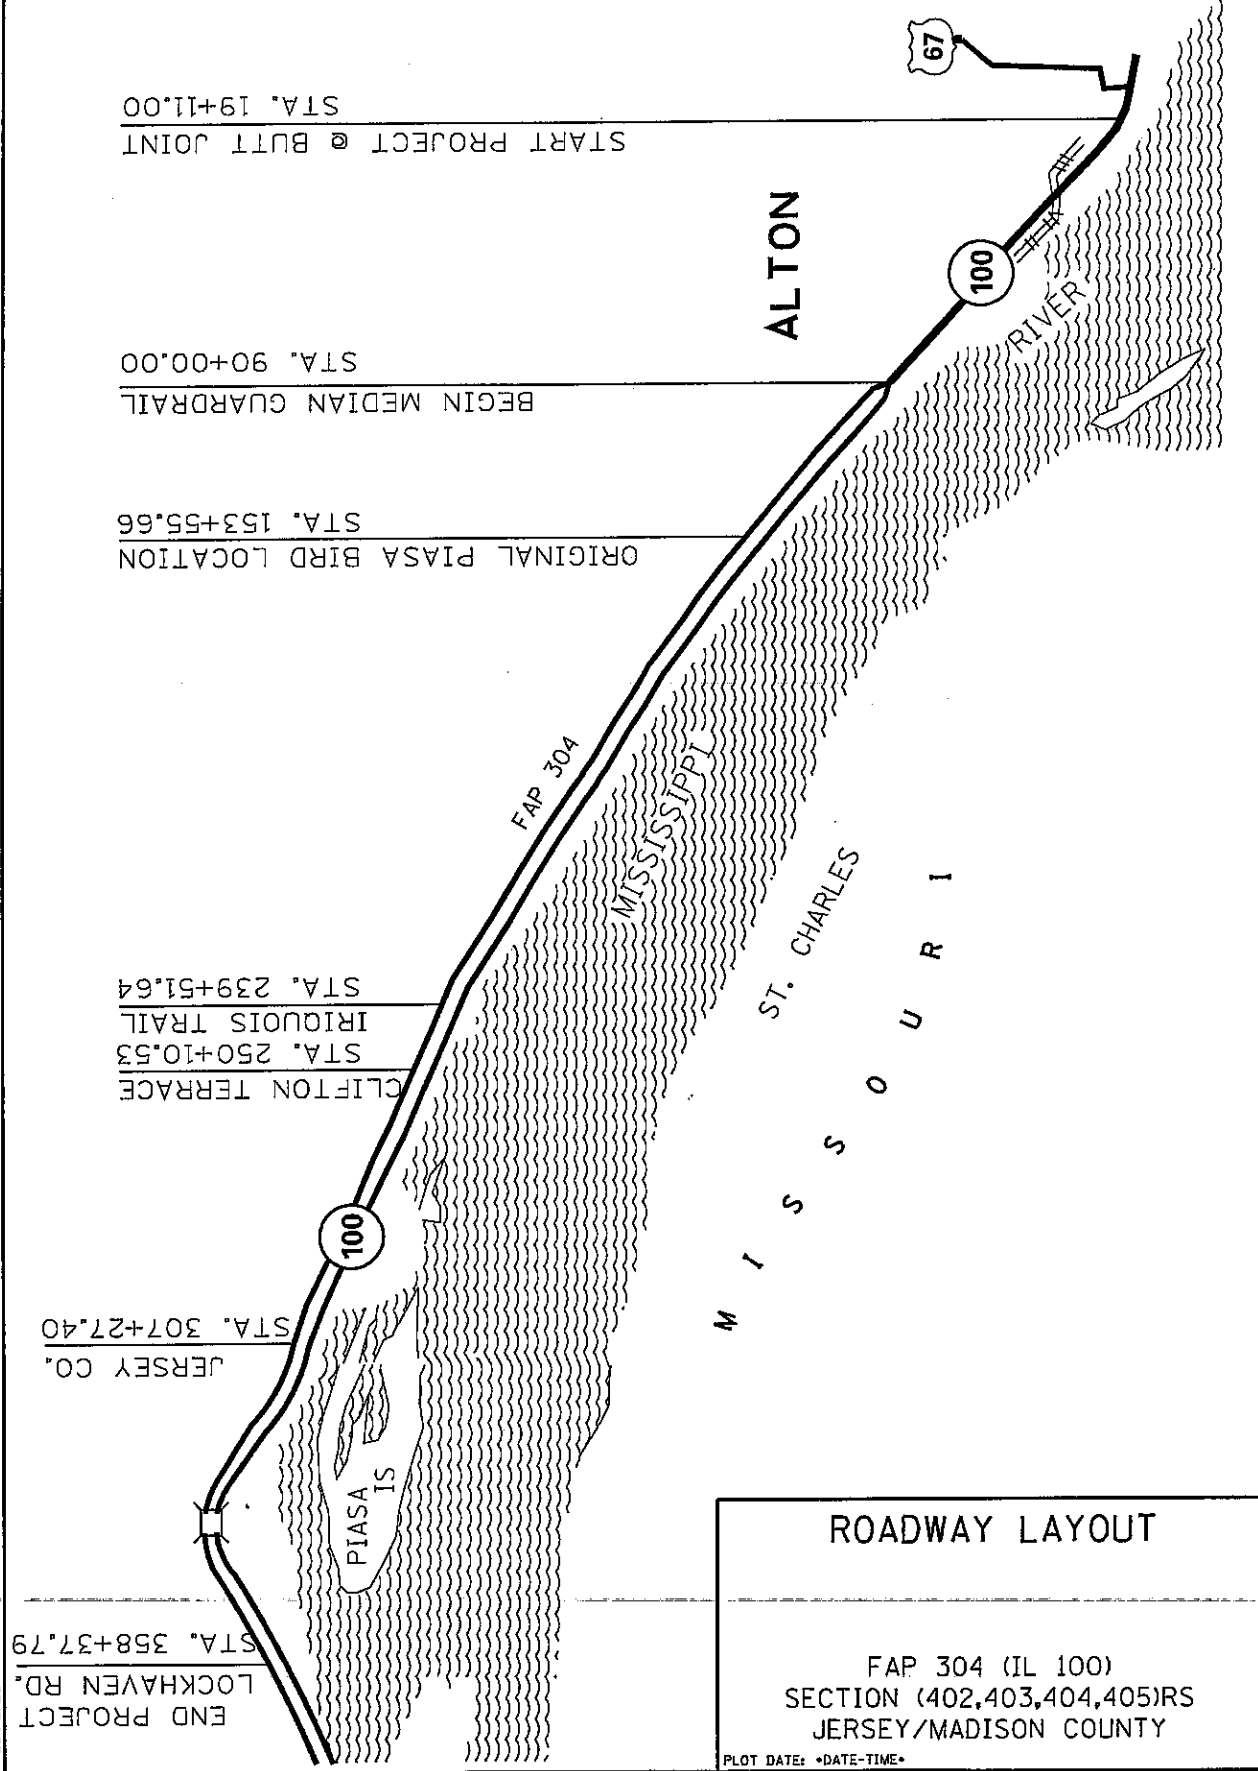 67
STA. 19+11.00
START PROJECT @ BUTT JOINT
ALTON
100
RIVER
STA. 90+00.00
BEGIN MEDIAN GUARDRAIL
STA. 153+55.66
ORIGINAL PIASA BIRD LOCATION
FAP 304
MISSISSIPPI
ST. CHARLES
MISSOURI
STA. 239+51.64
IRIQUOIS TRAIL
STA. 250+10.53
CLIFTON TERRACE
100
STA. 307+27.40
JERSEY CO.
PIASA
IS
STA. 358+37.79
LOCKHAVEN RD.
END PROJECT
ROADWAY LAYOUT
FAP 304 (IL 100)
SECTION (402,403,404,405)RS
JERSEY/MADISON COUNTY
PLOT DATE: •DATE-TIME•